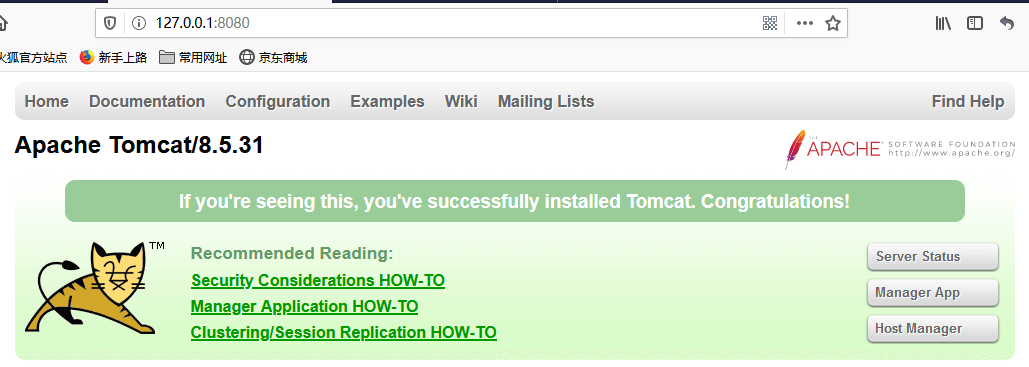 127.0.0.1:8080
火狐官方站点 新手上路 常用网址 京东商城
Home Documentation Configuration Examples Wiki Mailing Lists Find Help
Apache Tomcat/8.5.31
THE
APACHE SOFTWARE FOUNDATION
http://www.apache.org/
If you're seeing this, you've successfully installed Tomcat. Congratulations!
TM
Recommended Reading:
Security Considerations HOW-TO
Manager Application HOW-TO
Clustering/Session Replication HOW-TO
Server Status
Manager App
Host Manager